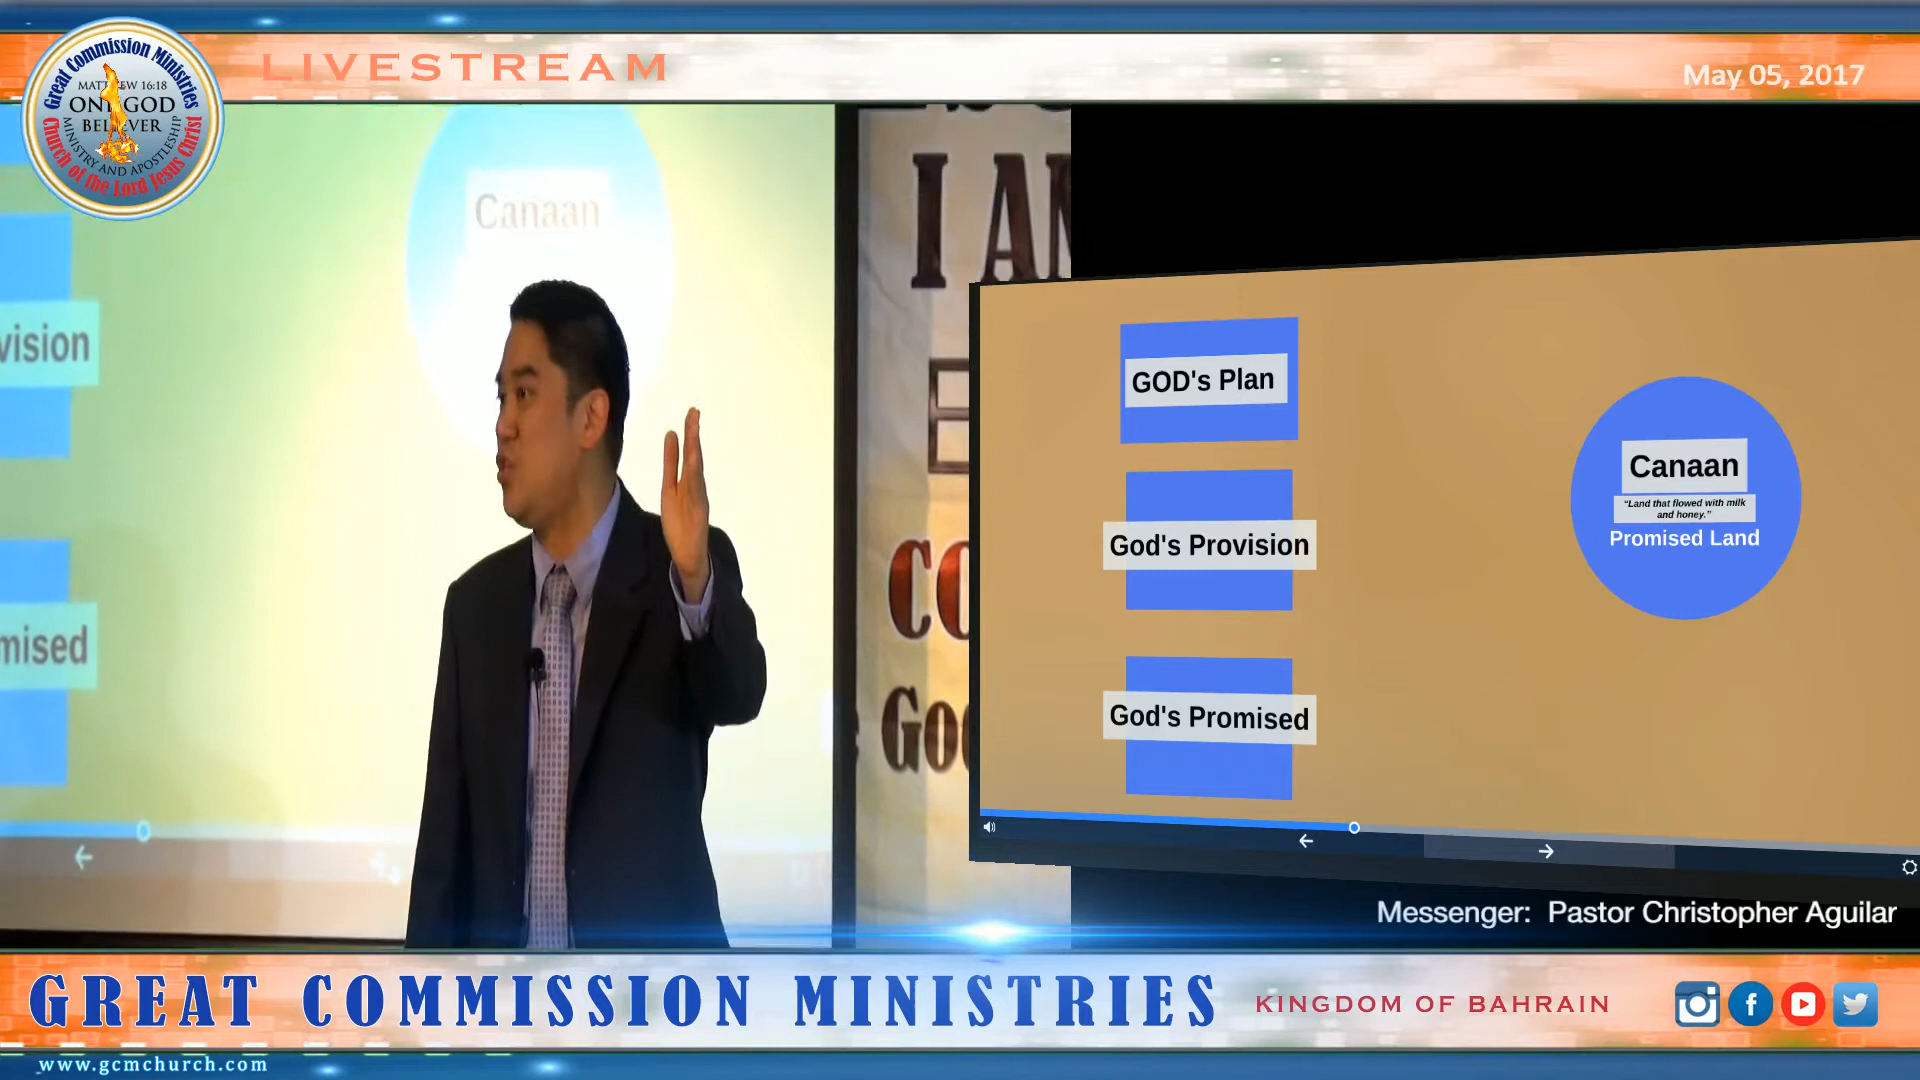 LIVESTREAM
May 05, 2017
Great Commission Ministries
MATTHEW 16:18
ONE GOD
BELIEVER
MINISTRY AND APOSTLESHIP
Church of the Lord Jesus Christ
Canaan
vision
mised
I AM
CO
God
GOD's Plan
God's Provision
God's Promised
Canaan
“Land that flowed with milk
and honey.”
Promised Land
Messenger: Pastor Christopher Aguilar
GREAT COMMISSION MINISTRIES
KINGDOM OF BAHRAIN
www.gcmchurch.com